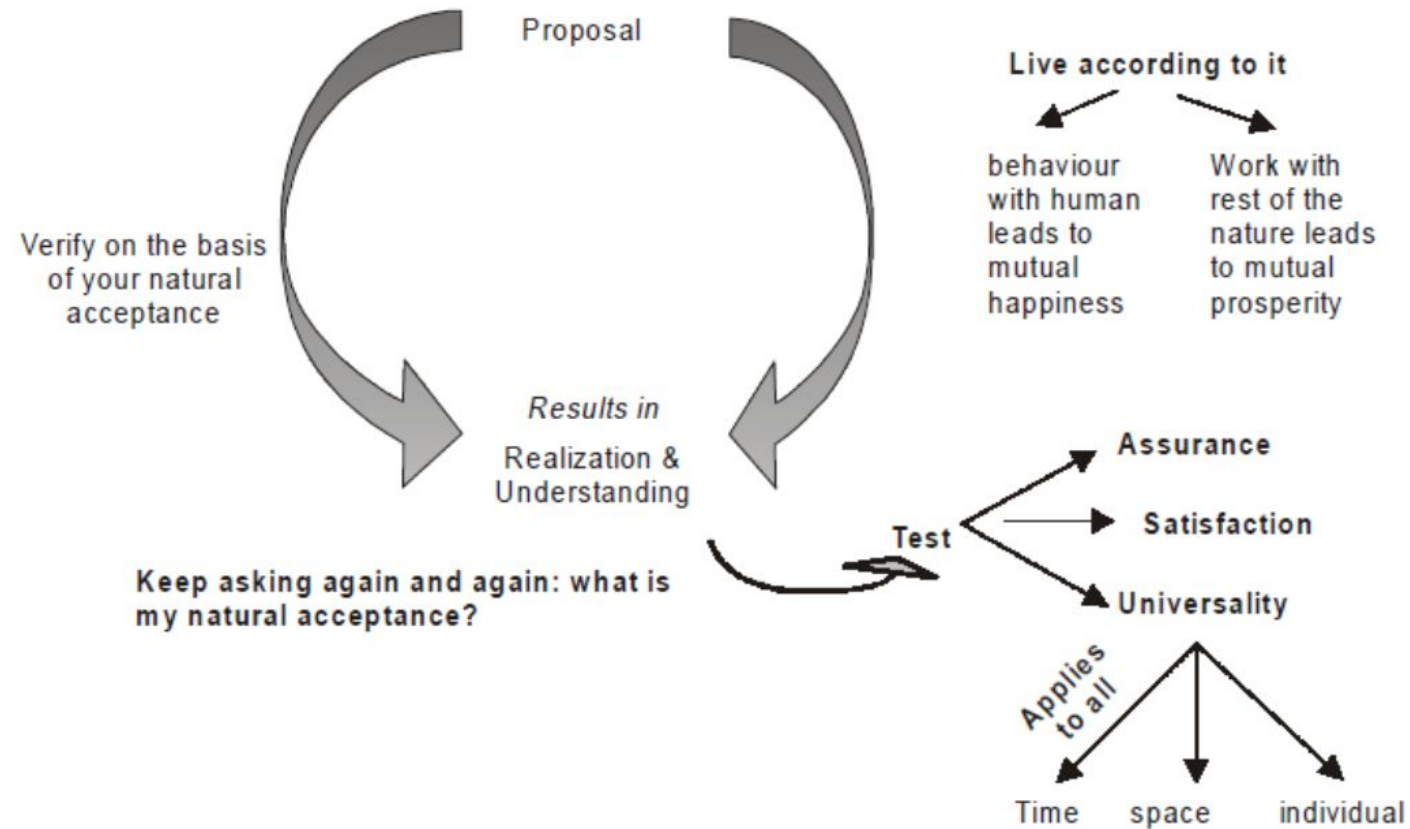 Proposal
Live according to it
behaviour
with human
leads to
mutual
happiness
Work with
rest of the
nature leads
to mutual
prosperity
Verify on the basis
of your natural
acceptance
Results in
Realization &
Understanding
Keep asking again and again: what is
my natural acceptance?
Test
Assurance
Satisfaction
Universality
Applies
to all
Time
space
individual